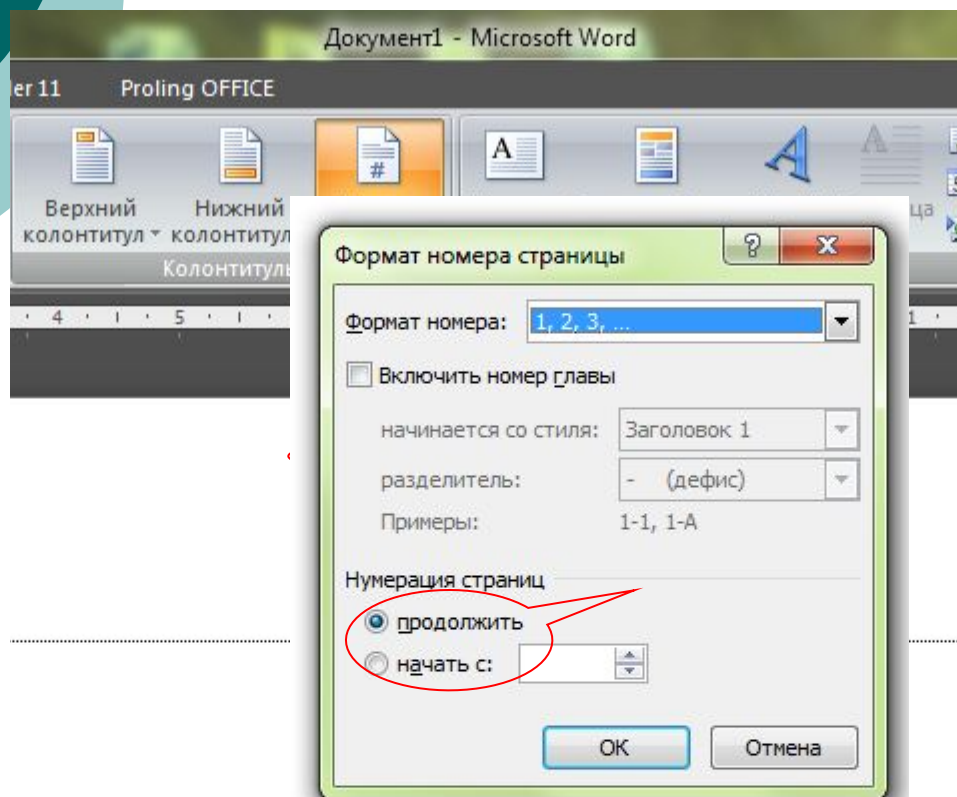 Документ1 - Microsoft Word
er 11 Proling OFFICE
#
A
A
A
Верхний колонтитул
Нижний колонтитул
ца
Колонтитулы
4 5
1
Формат номера страницы
?
Формат номера: 1, 2, 3, ...
Включить номер главы
начинается со стиля: Заголовок 1
разделитель: - (дефис)
Примеры: 1-1, 1-A
Нумерация страниц
продолжить
начать с:
ОК Отмена